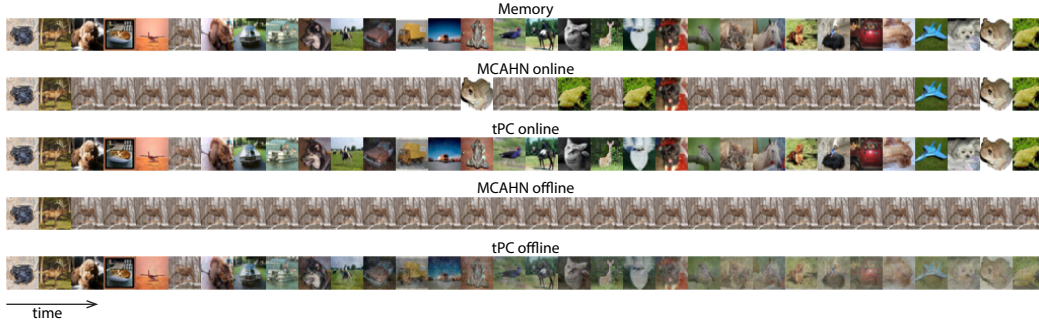 Memory
MCAHN online
tPC online
MCAHN offline
tPC offline
time